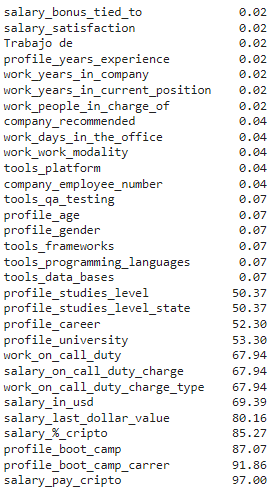 salary_bonus_tied_to 0.02
salary_satisfaction 0.02
Trabajo de 0.02
profile_years_experience 0.02
work_years_in_company 0.02
work_years_in_current_position 0.02
work_people_in_charge_of 0.02
company_recommended 0.04
work_days_in_the_office 0.04
work_work_modality 0.04
tools_platform 0.04
company_employee_number 0.04
tools_qa_testing 0.07
profile_age 0.07
profile_gender 0.07
tools_frameworks 0.07
tools_programming_languages 0.07
tools_data_bases 0.07
profile_studies_level 50.37
profile_studies_level_state 50.37
profile_career 52.30
profile_university 53.30
work_on_call_duty 67.94
salary_on_call_duty_charge 67.94
work_on_call_duty_charge_type 67.94
salary_in_usd 69.39
salary_last_dollar_value 80.16
salary_%_cripto 85.27
profile_boot_camp 87.07
profile_boot_camp_carrer 91.86
salary_pay_cripto 97.00